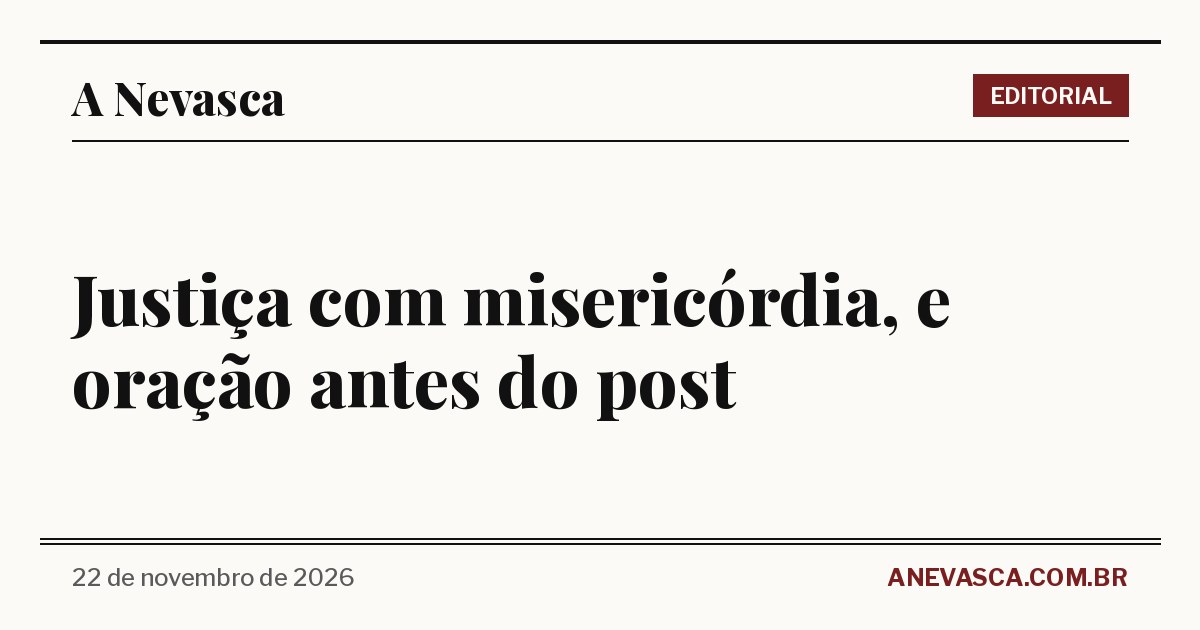 A Nevasca
EDITORIAL
Justiça com misericórdia, e
oração antes do post
22 de novembro de 2026
ANEVASCA.COM.BR